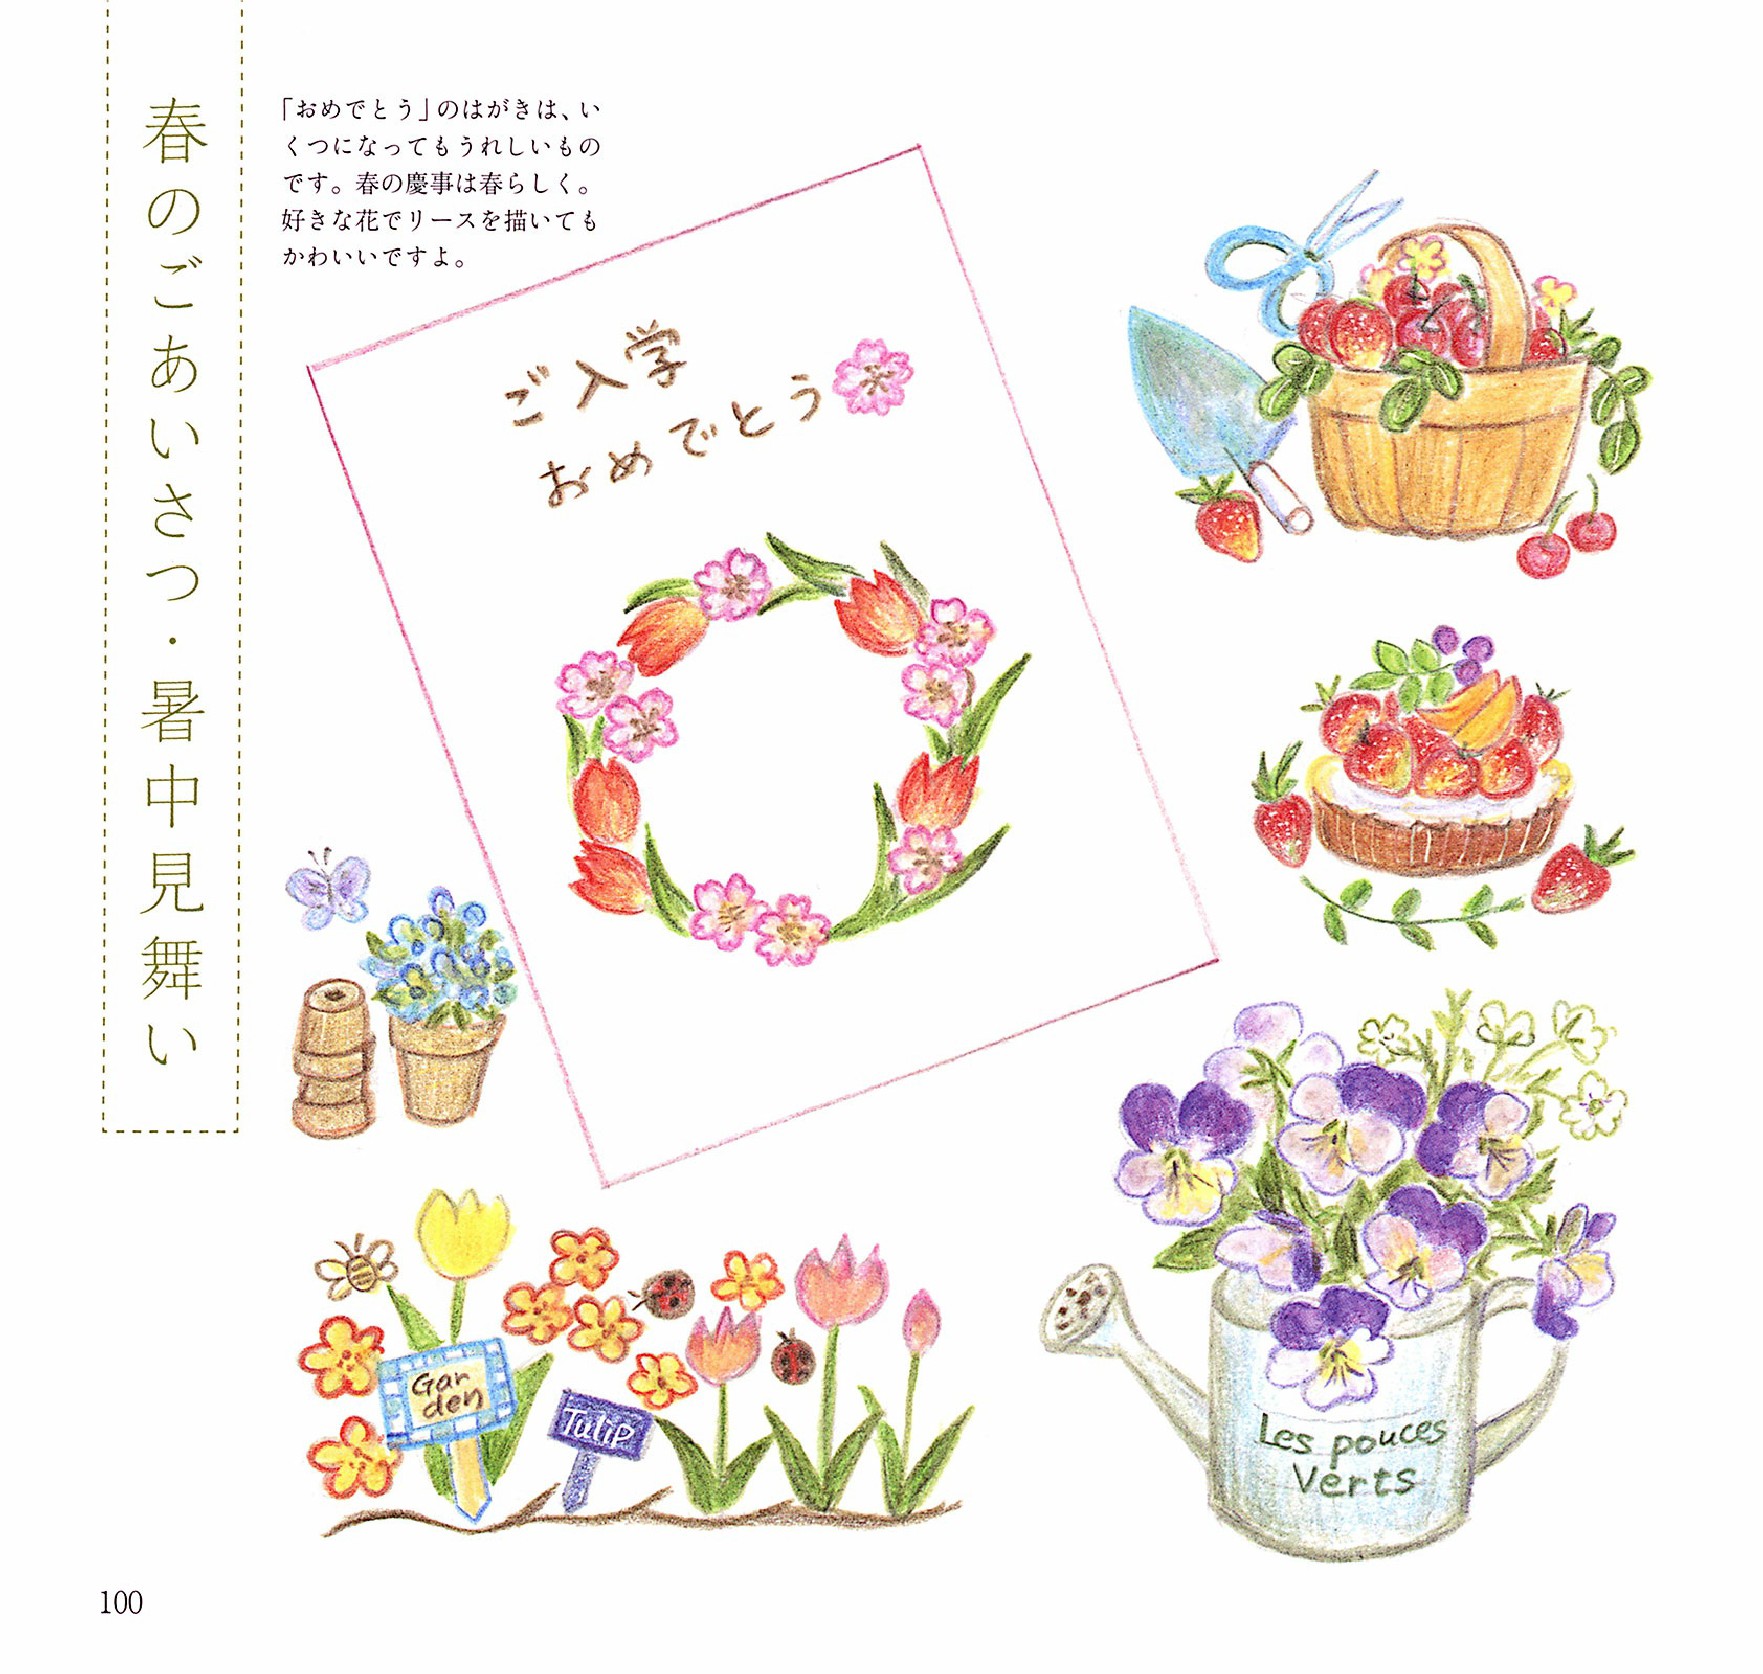 春のごあいさつ・暑中見舞い
「おめでとう」のはがきは、い
くつになってもうれしいもの
です。春の慶事は春らしく。
好きな花でリースを描いても
かわいいですよ。
ご入学
おめでとう
Gar
den
Tulip
Les pouces
Verts
100